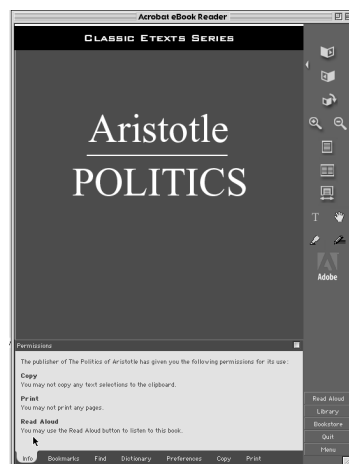 Acrobat eBook Reader
CLASSIC ETEXTS SERIES
Aristotle
POLITICS
T
Adobe
Permissions
The publisher of The Politics of Aristotle has given you the following permissions for its use:
Copy
You may not copy any text selections to the clipboard.
Print
You may not print any pages.
Read Aloud
You may use the Read Aloud button to listen to this book.
Read Aloud
Library
Bookstore
Quit
Menu
Info Bookmarks Find Dictionary Preferences Copy Print